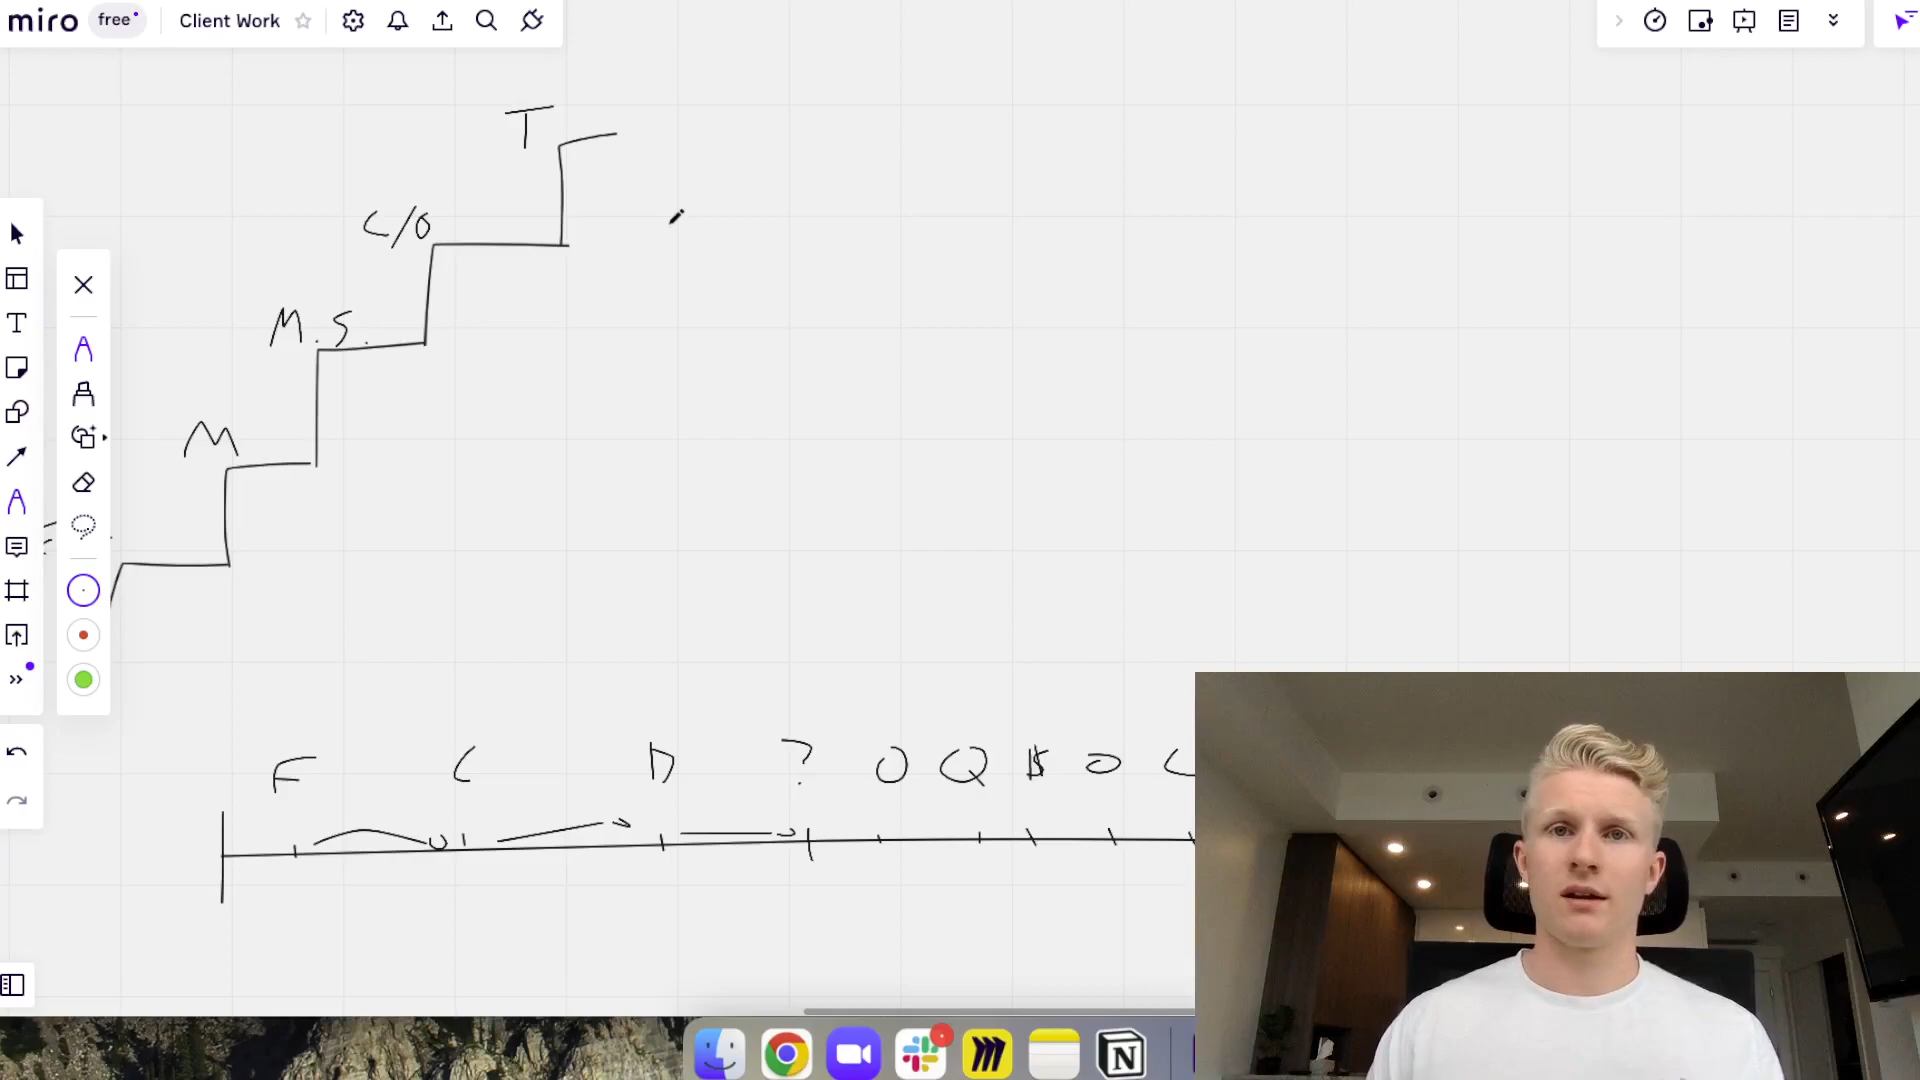 miro free Client Work
T
C/O
M.S.
M
F C D ? O Q $ O C